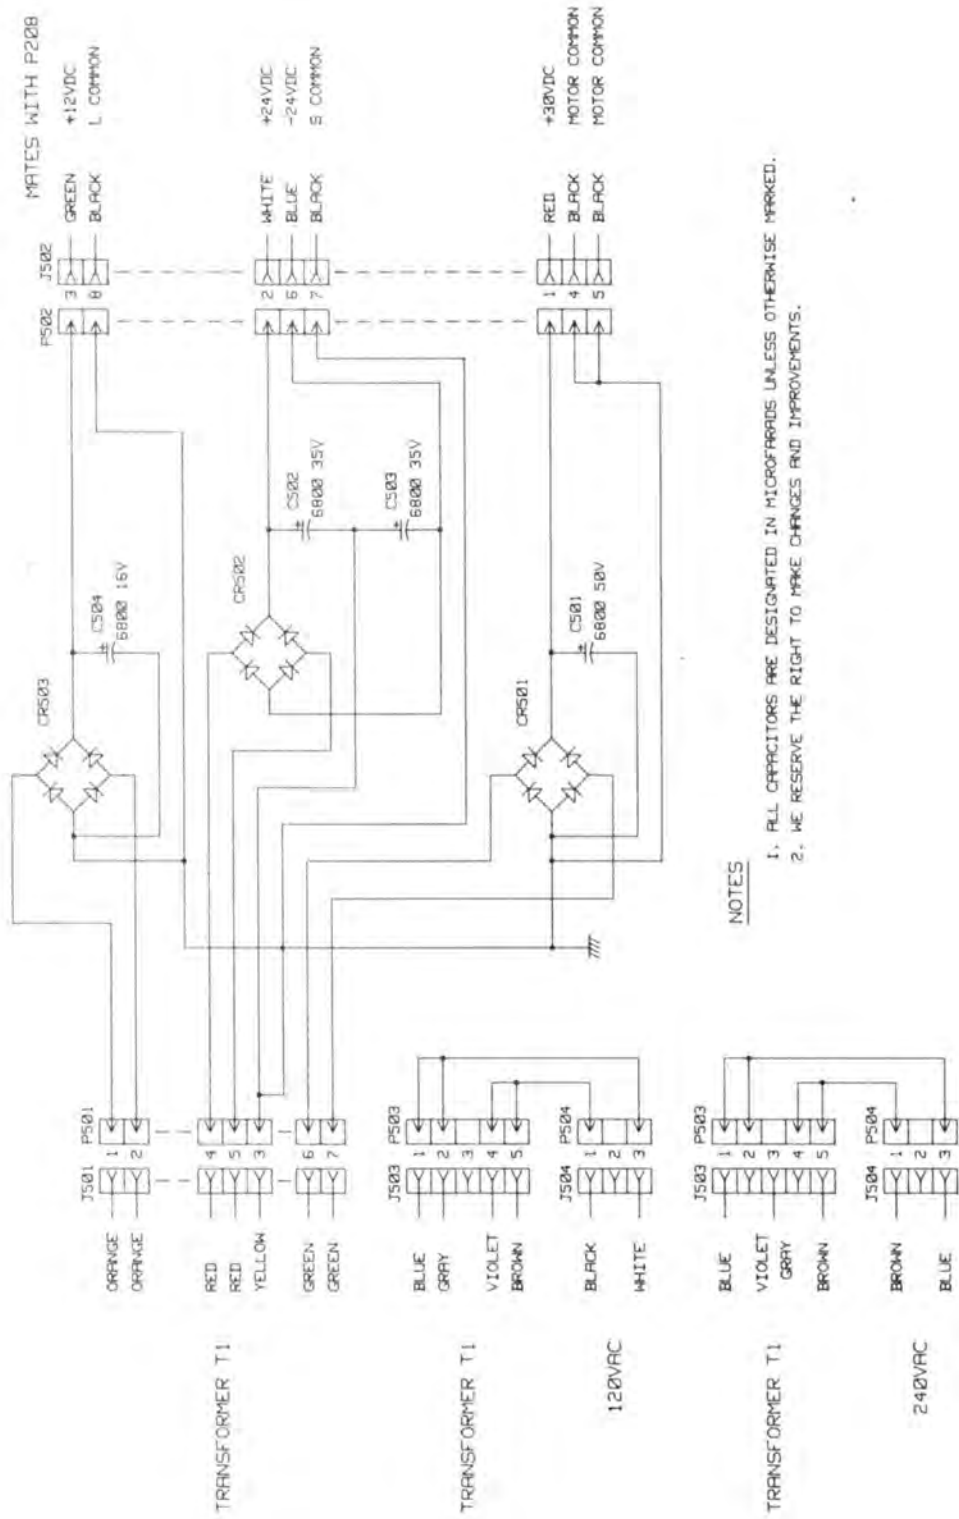 MATES WITH P208
J501 P501
ORANGE 1
ORANGE 2
RED 4
RED 5
YELLOW 3
GREEN 6
GREEN 7
TRANSFORMER T1
CR503
C504
6800 16V
CR502
C502
6800 35V
C503
6800 35V
CR501
C501
6800 50V
P502 J502
3 GREEN +12VDC
8 BLACK L COMMON
2 WHITE +24VDC
6 BLUE -24VDC
7 BLACK S COMMON
1 RED +30VDC
4 BLACK MOTOR COMMON
5 BLACK MOTOR COMMON
J503 P503
BLUE 1
GRAY 2
3
VIOLET 4
BROWN 5
TRANSFORMER T1
J504 P504
BLACK 1
2
WHITE 3
120VAC
J503 P503
BLUE 1
VIOLET 2
GRAY 3
4
BROWN 5
TRANSFORMER T1
J504 P504
BROWN 1
2
BLUE 3
240VAC
NOTES
1. ALL CAPACITORS ARE DESIGNATED IN MICROFARADS UNLESS OTHERWISE MARKED.
2. WE RESERVE THE RIGHT TO MAKE CHANGES AND IMPROVEMENTS.